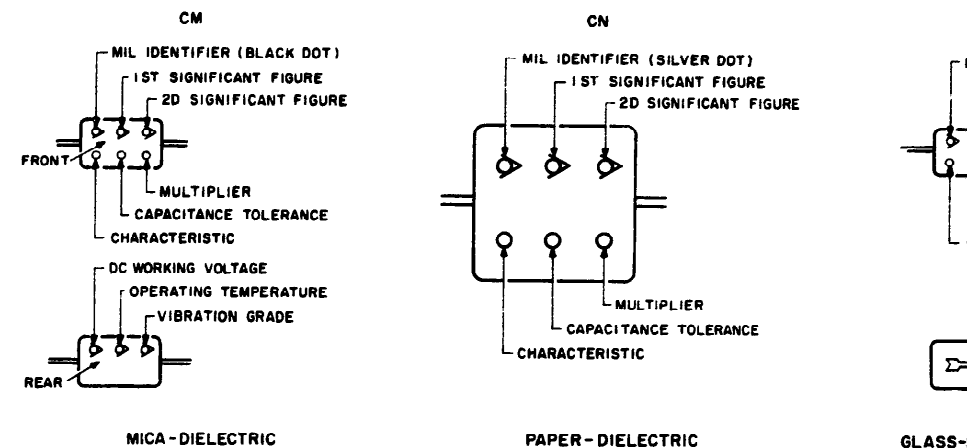 CM
MIL IDENTIFIER (BLACK DOT)
1ST SIGNIFICANT FIGURE
2D SIGNIFICANT FIGURE
FRONT
MULTIPLIER
CAPACITANCE TOLERANCE
CHARACTERISTIC
DC WORKING VOLTAGE
OPERATING TEMPERATURE
VIBRATION GRADE
REAR
MICA-DIELECTRIC
CN
MIL IDENTIFIER (SILVER DOT)
1ST SIGNIFICANT FIGURE
2D SIGNIFICANT FIGURE
MULTIPLIER
CAPACITANCE TOLERANCE
CHARACTERISTIC
PAPER-DIELECTRIC
GLASS-